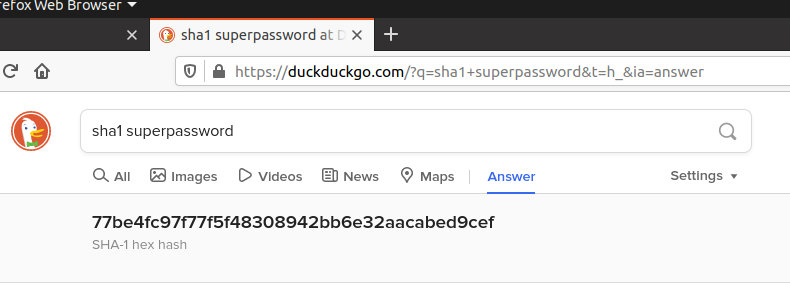 refox Web Browser
sha1 superpassword at D
https://duckduckgo.com/?q=sha1+superpassword&t=h_&ia=answer
sha1 superpassword
All Images Videos News Maps Answer Settings
77be4fc97f77f5f48308942bb6e32aacabed9cef
SHA-1 hex hash